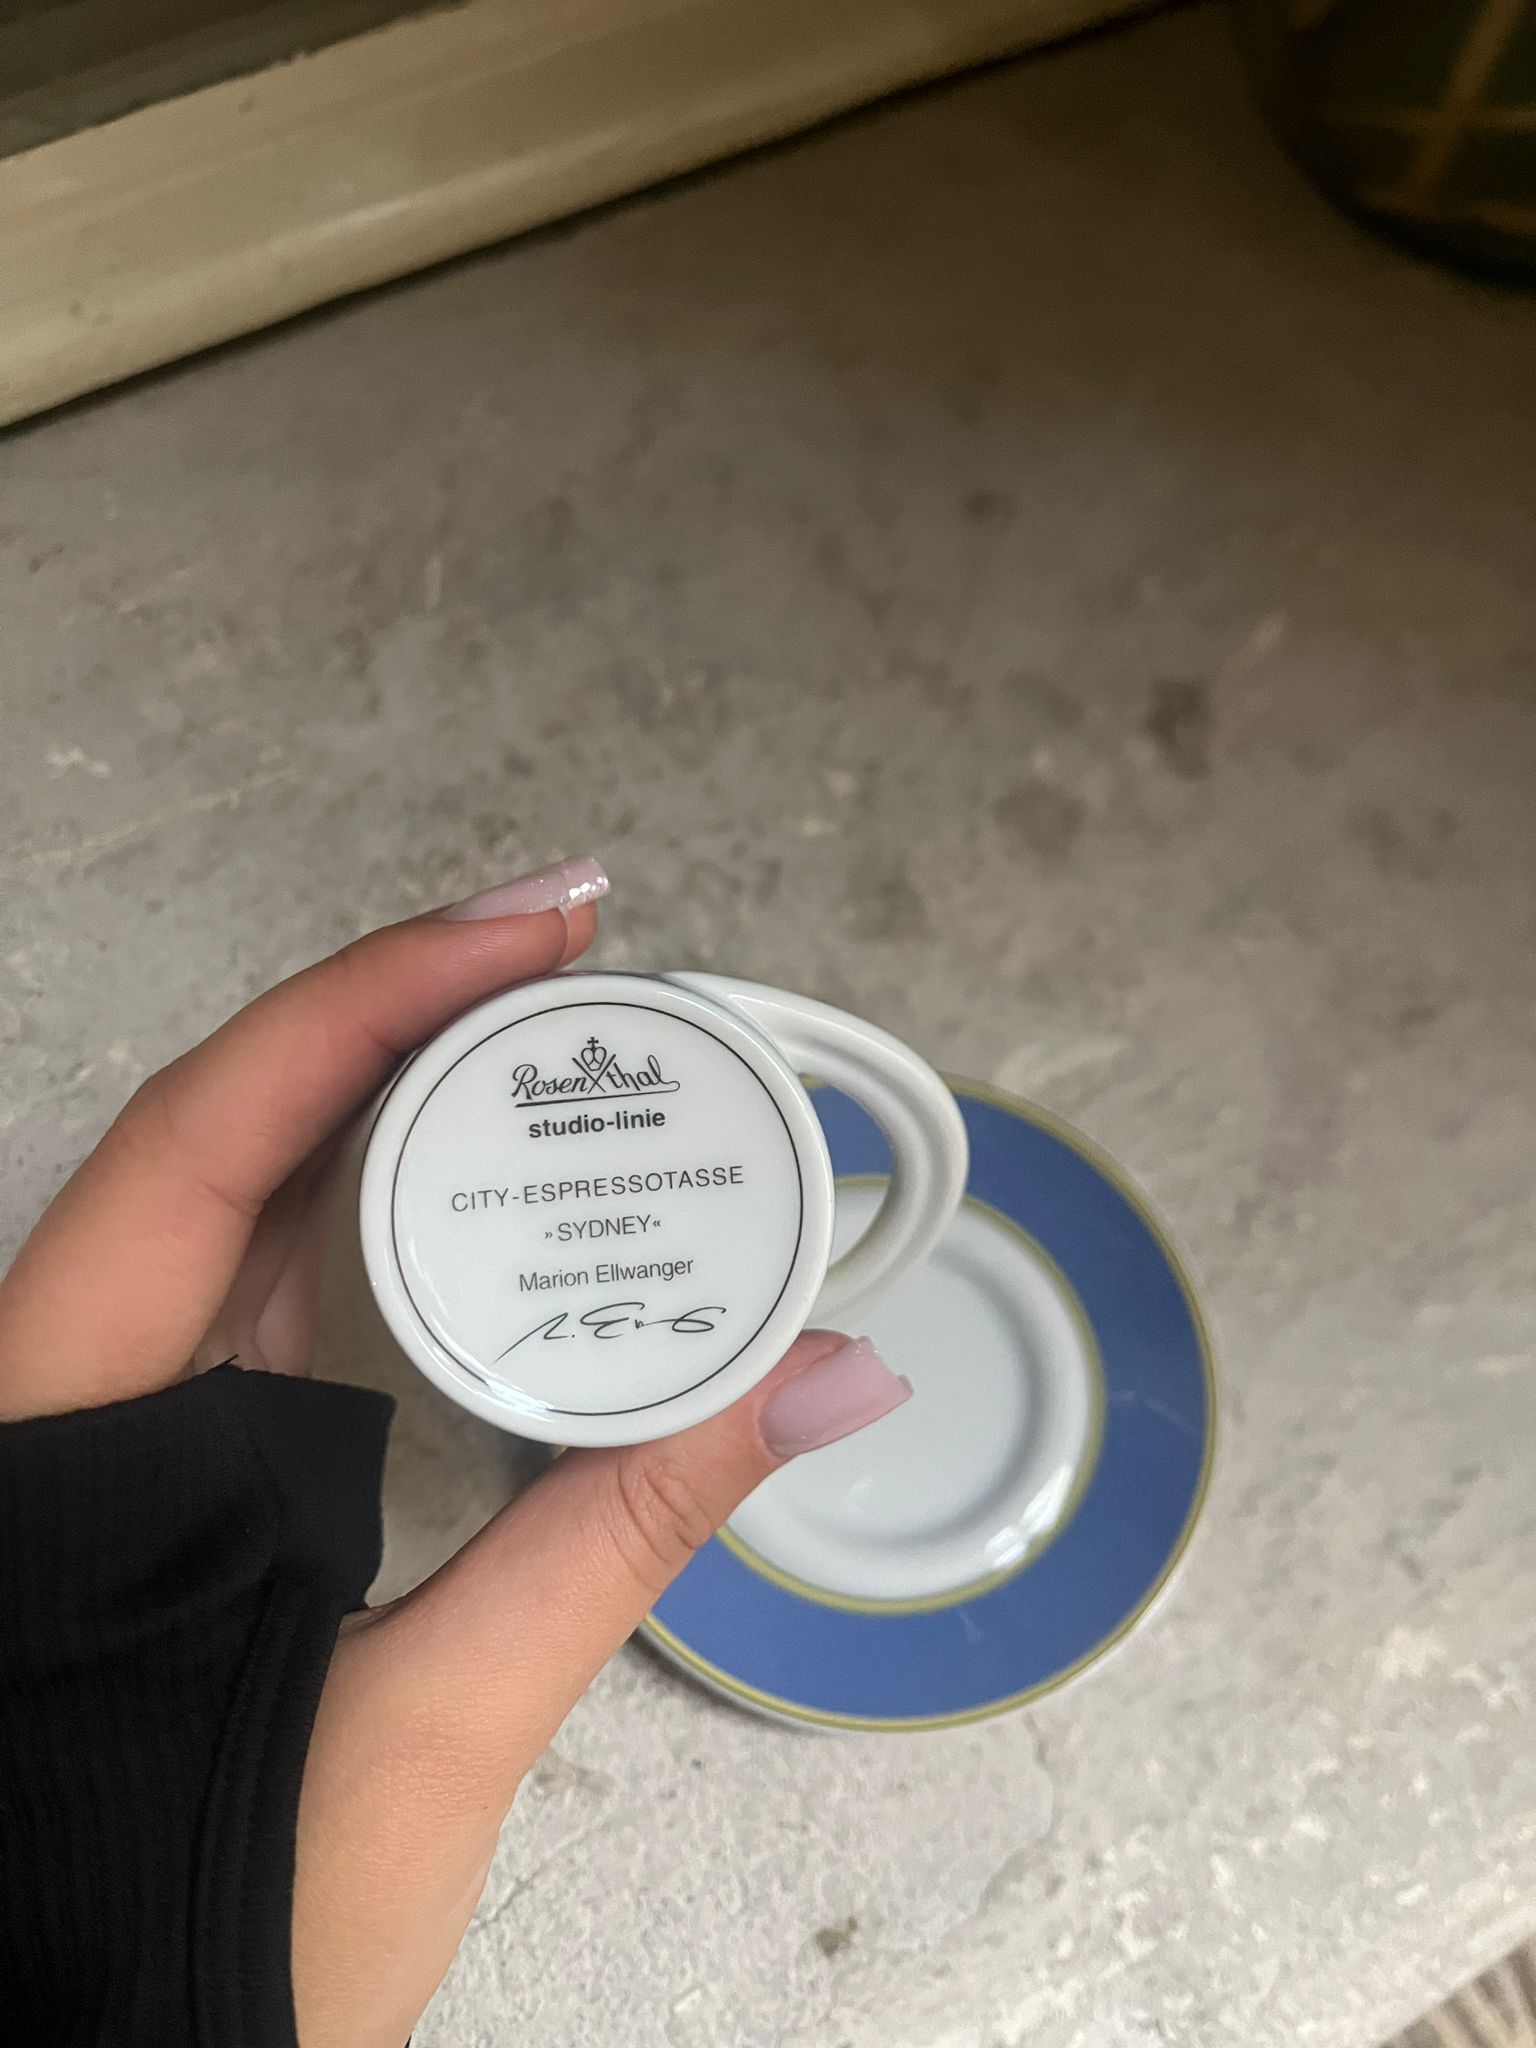 Rosenthal
studio-linie
CITY-ESPRESSOTASSE
»SYDNEY«
Marion Ellwanger